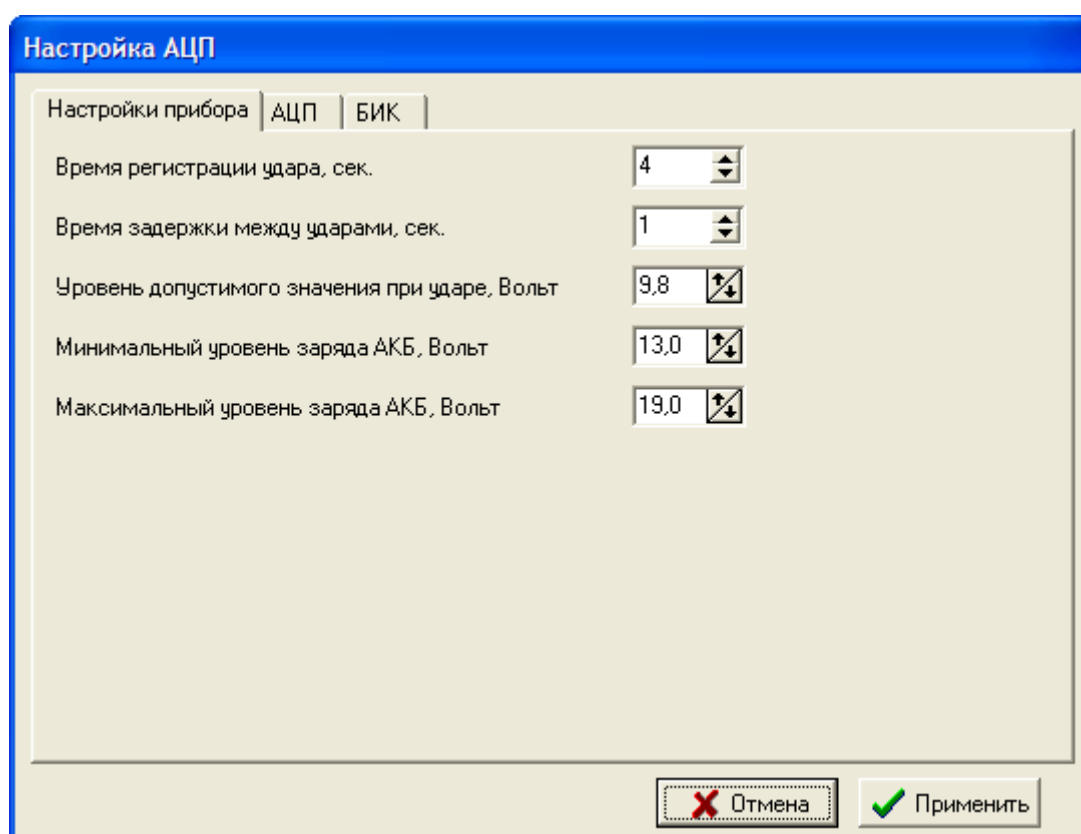 Настройка АЦП
Настройки прибора АЦП БИК
Время регистрации удара, сек. 4
Время задержки между ударами, сек. 1
Уровень допустимого значения при ударе, Вольт 9,8
Минимальный уровень заряда АКБ, Вольт 13,0
Максимальный уровень заряда АКБ, Вольт 19,0
Отмена Применить